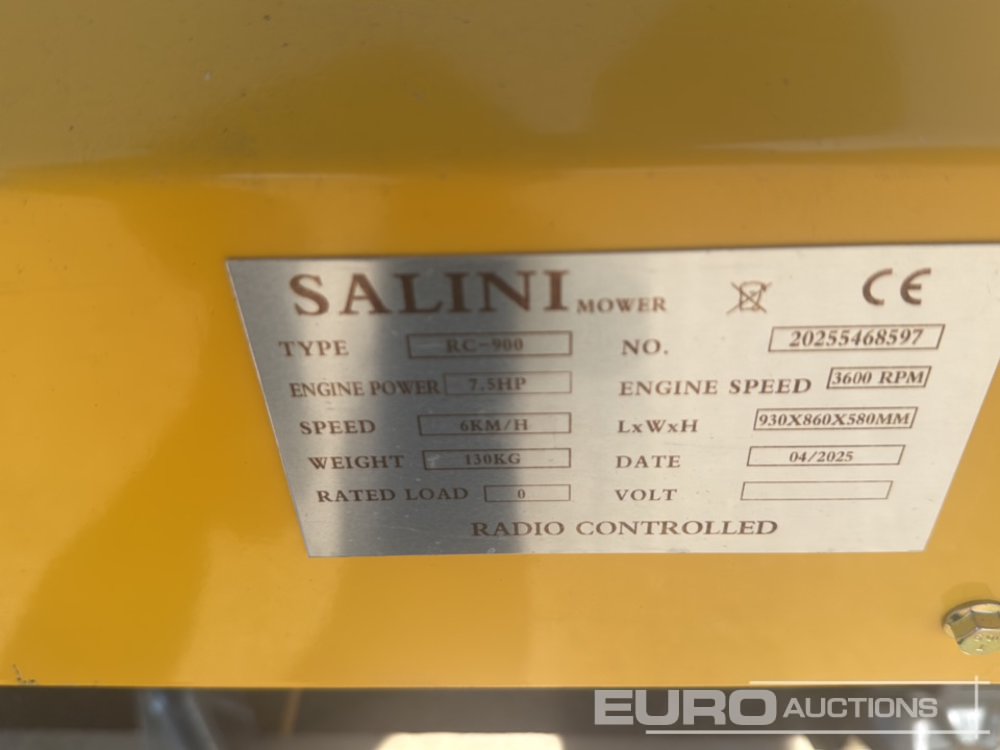 SALINI MOWER CE
TYPE RC-900 NO. 20255468597
ENGINE POWER 7.5HP ENGINE SPEED 3600 RPM
SPEED 6KM/H LxWxH 930X860X580MM
WEIGHT 130KG DATE 04/2025
RATED LOAD 0 VOLT
RADIO CONTROLLED
EURO AUCTIONS